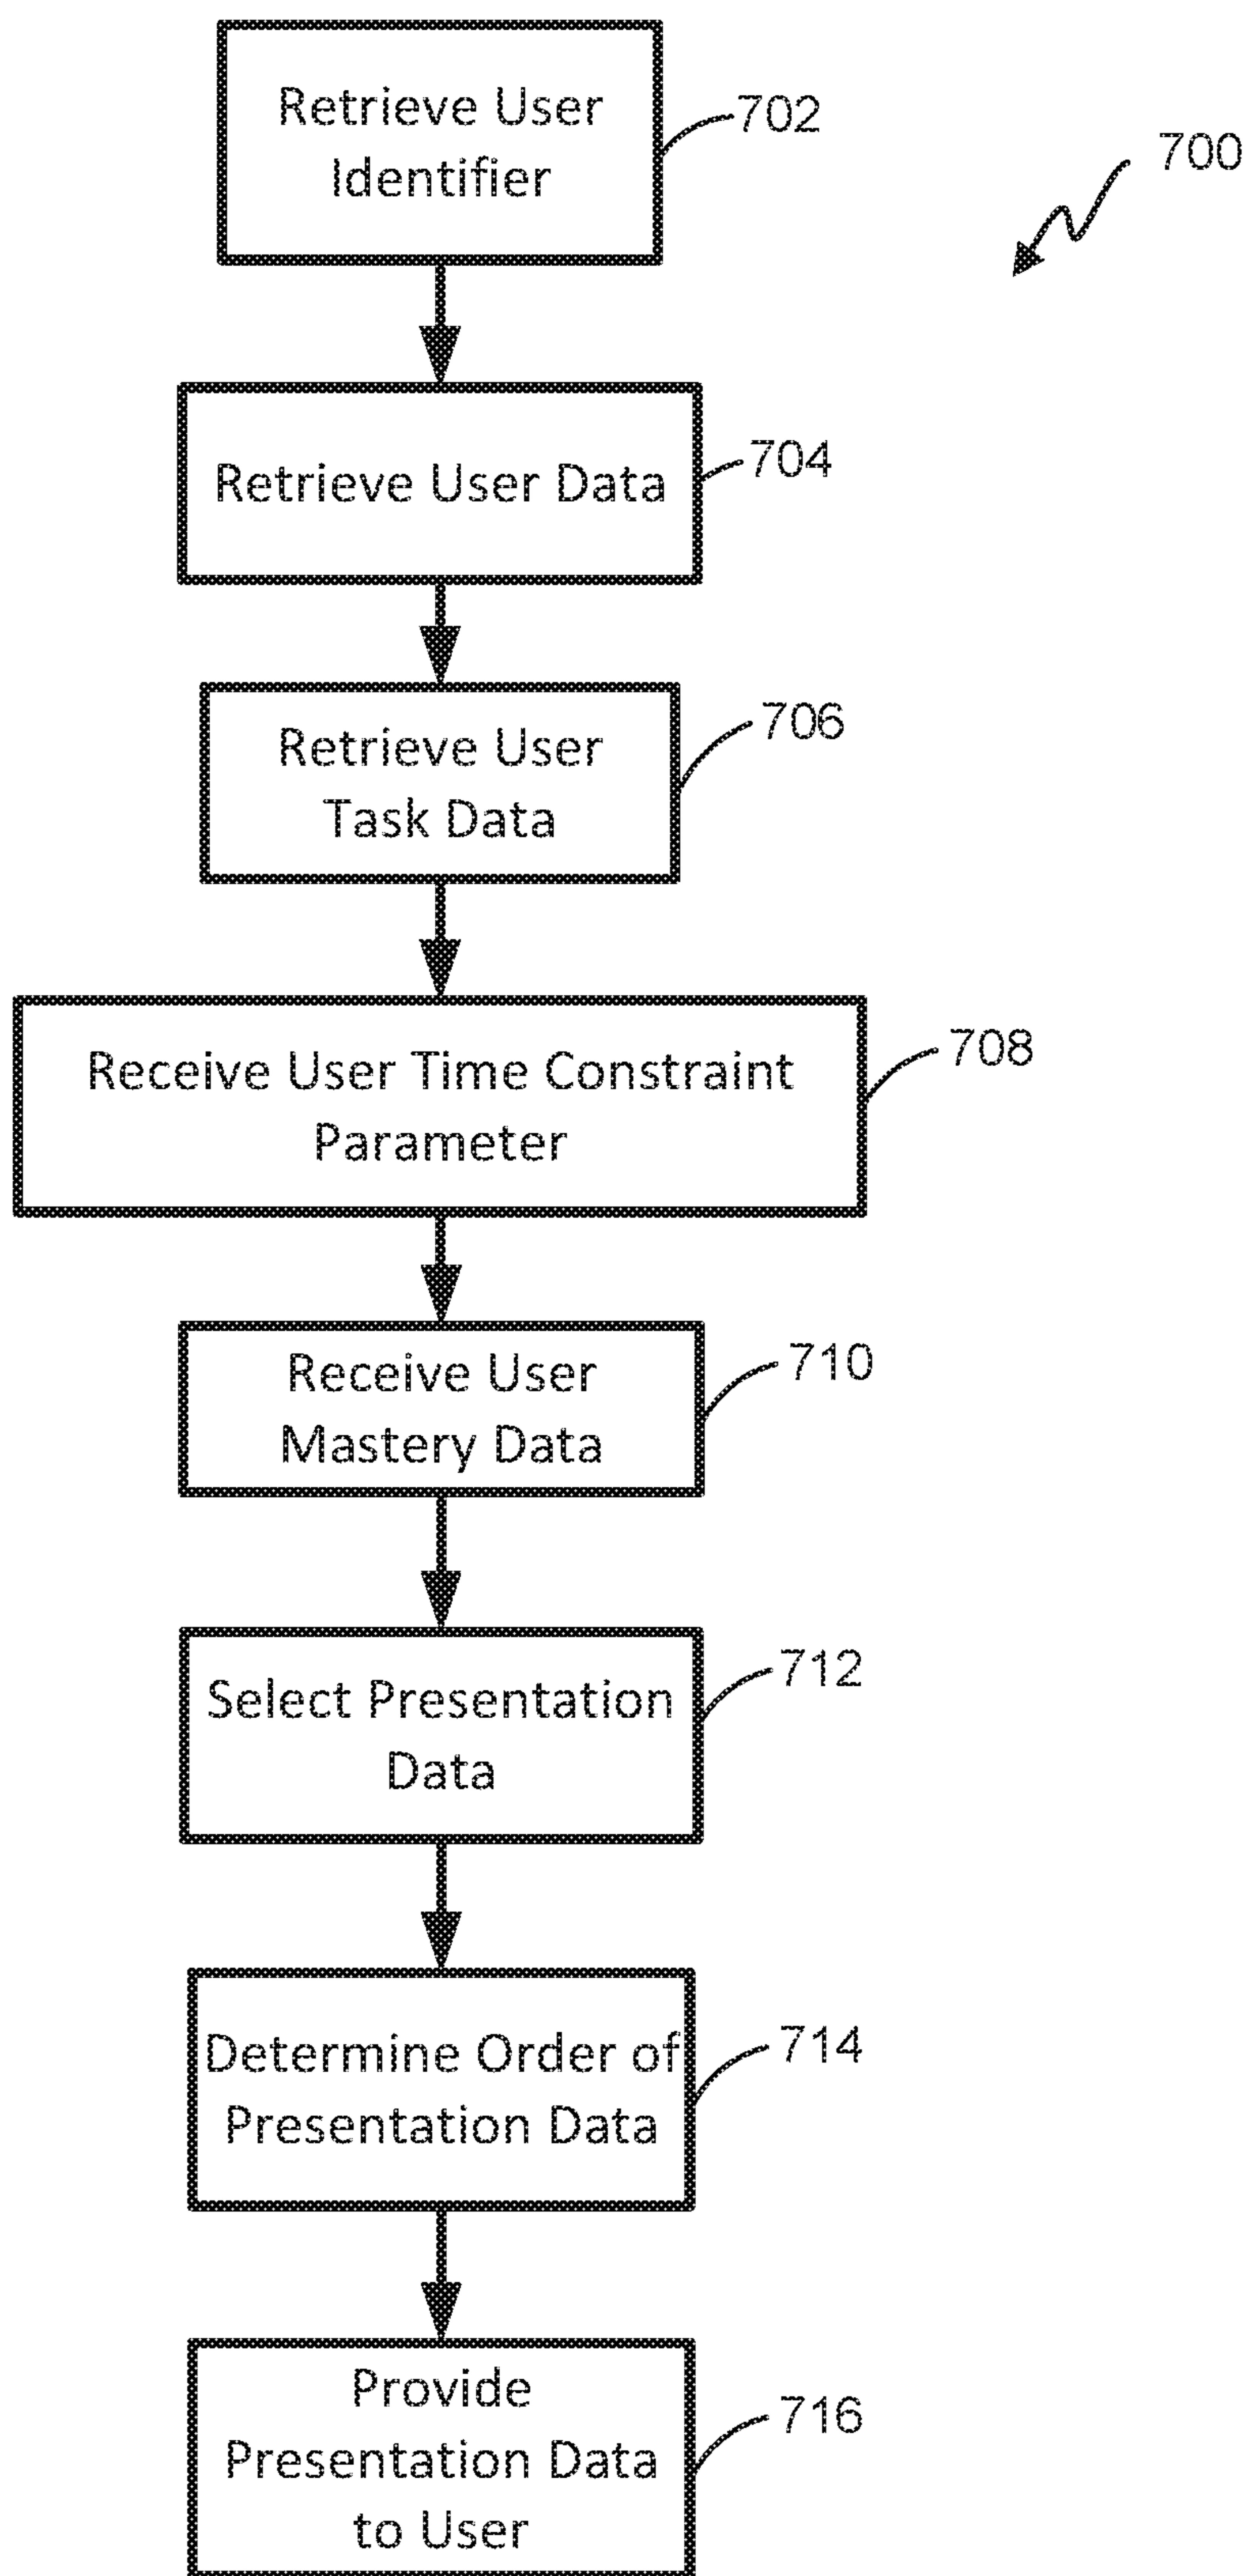 Retrieve User
Identifier
702
700
Retrieve User Data
704
Retrieve User
Task Data
706
Receive User Time Constraint
Parameter
708
Receive User
Mastery Data
710
Select Presentation
Data
712
Determine Order of
Presentation Data
714
Provide
Presentation Data
to User
716